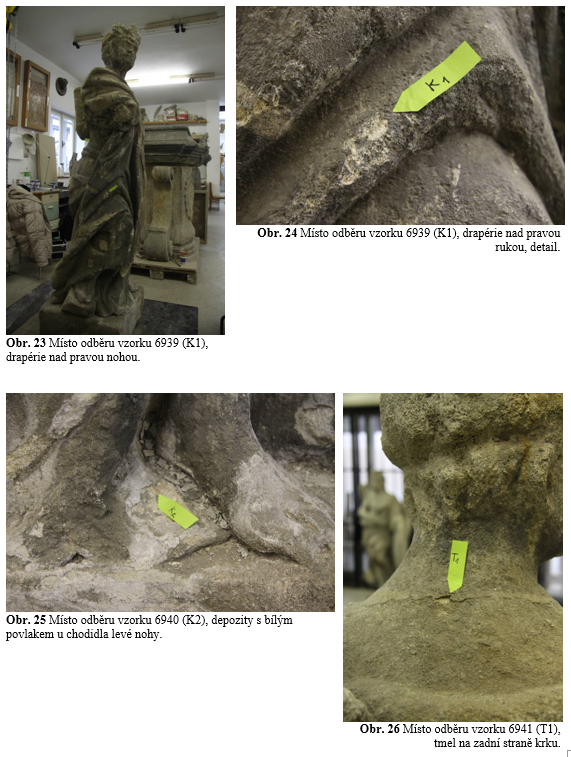 K1
Obr. 24 Místo odběru vzorku 6939 (K1), drapérie nad pravou
rukou, detail.
Obr. 23 Místo odběru vzorku 6939 (K1),
drapérie nad pravou nohou.
K2
T1
Obr. 25 Místo odběru vzorku 6940 (K2), depozity s bílým
povlakem u chodidla levé nohy.
Obr. 26 Místo odběru vzorku 6941 (T1),
tmel na zadní straně krku.